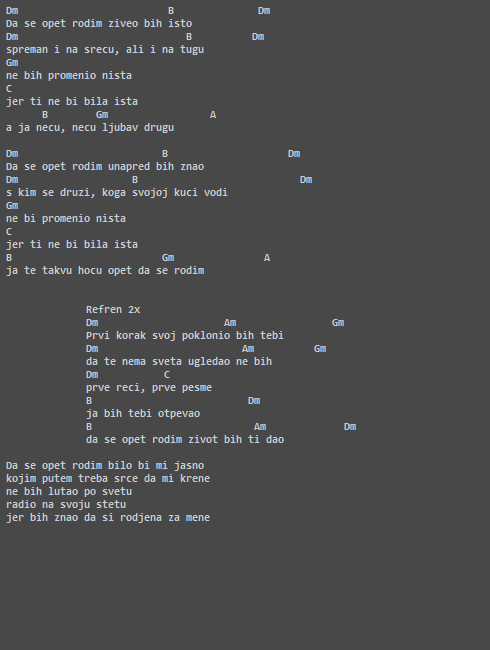 Dm B Dm
Da se opet rodim ziveo bih isto
Dm B Dm
spreman i na srecu, ali i na tugu
Gm
ne bih promenio nista
C
jer ti ne bi bila ista
B Gm A
a ja necu, necu ljubav drugu
Dm B Dm
Da se opet rodim unapred bih znao
Dm B Dm
s kim se druzi, koga svojoj kuci vodi
Gm
ne bi promenio nista
C
jer ti ne bi bila ista
B Gm A
ja te takvu hocu opet da se rodim
Refren 2x
Dm Am Gm
Prvi korak svoj poklonio bih tebi
Dm Am Gm
da te nema sveta ugledao ne bih
Dm C
prve reci, prve pesme
B Dm
ja bih tebi otpevao
B Am Dm
da se opet rodim zivot bih ti dao
Da se opet rodim bilo bi mi jasno
kojim putem treba srce da mi krene
ne bih lutao po svetu
radio na svoju stetu
jer bih znao da si rodjena za mene